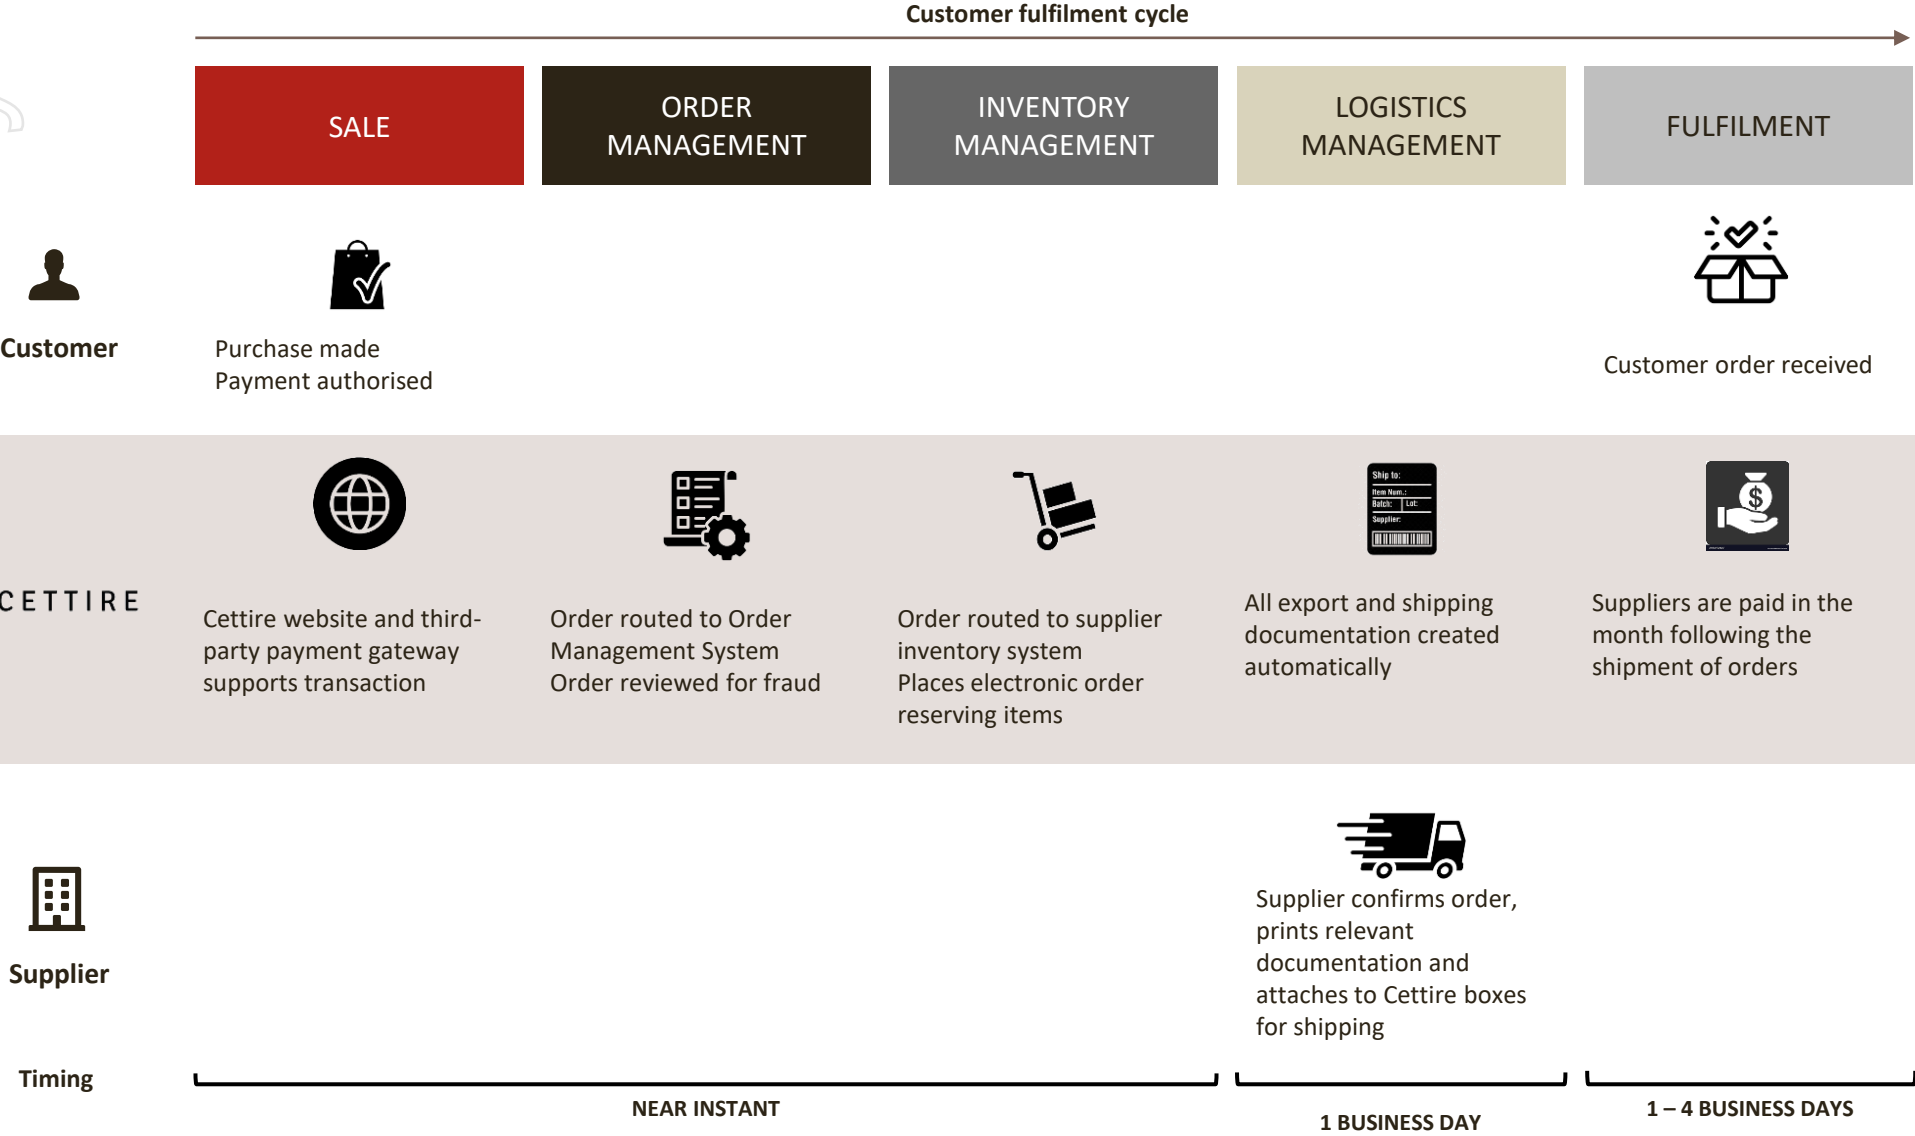 Customer fulfilment cycle
SALE
ORDER
MANAGEMENT
INVENTORY
MANAGEMENT
LOGISTICS
MANAGEMENT
FULFILMENT
Customer
Purchase made
Payment authorised
Customer order received
CETTIRE
Cettire website and third-
party payment gateway
supports transaction
Order routed to Order
Management System
Order reviewed for fraud
Order routed to supplier
inventory system
Places electronic order
reserving items
Ship to:
Item Num.:
Batch: Lot:
Supplier:
All export and shipping
documentation created
automatically
$
Suppliers are paid in the
month following the
shipment of orders
Supplier
Supplier confirms order,
prints relevant
documentation and
attaches to Cettire boxes
for shipping
Timing
NEAR INSTANT
1 BUSINESS DAY
1 – 4 BUSINESS DAYS